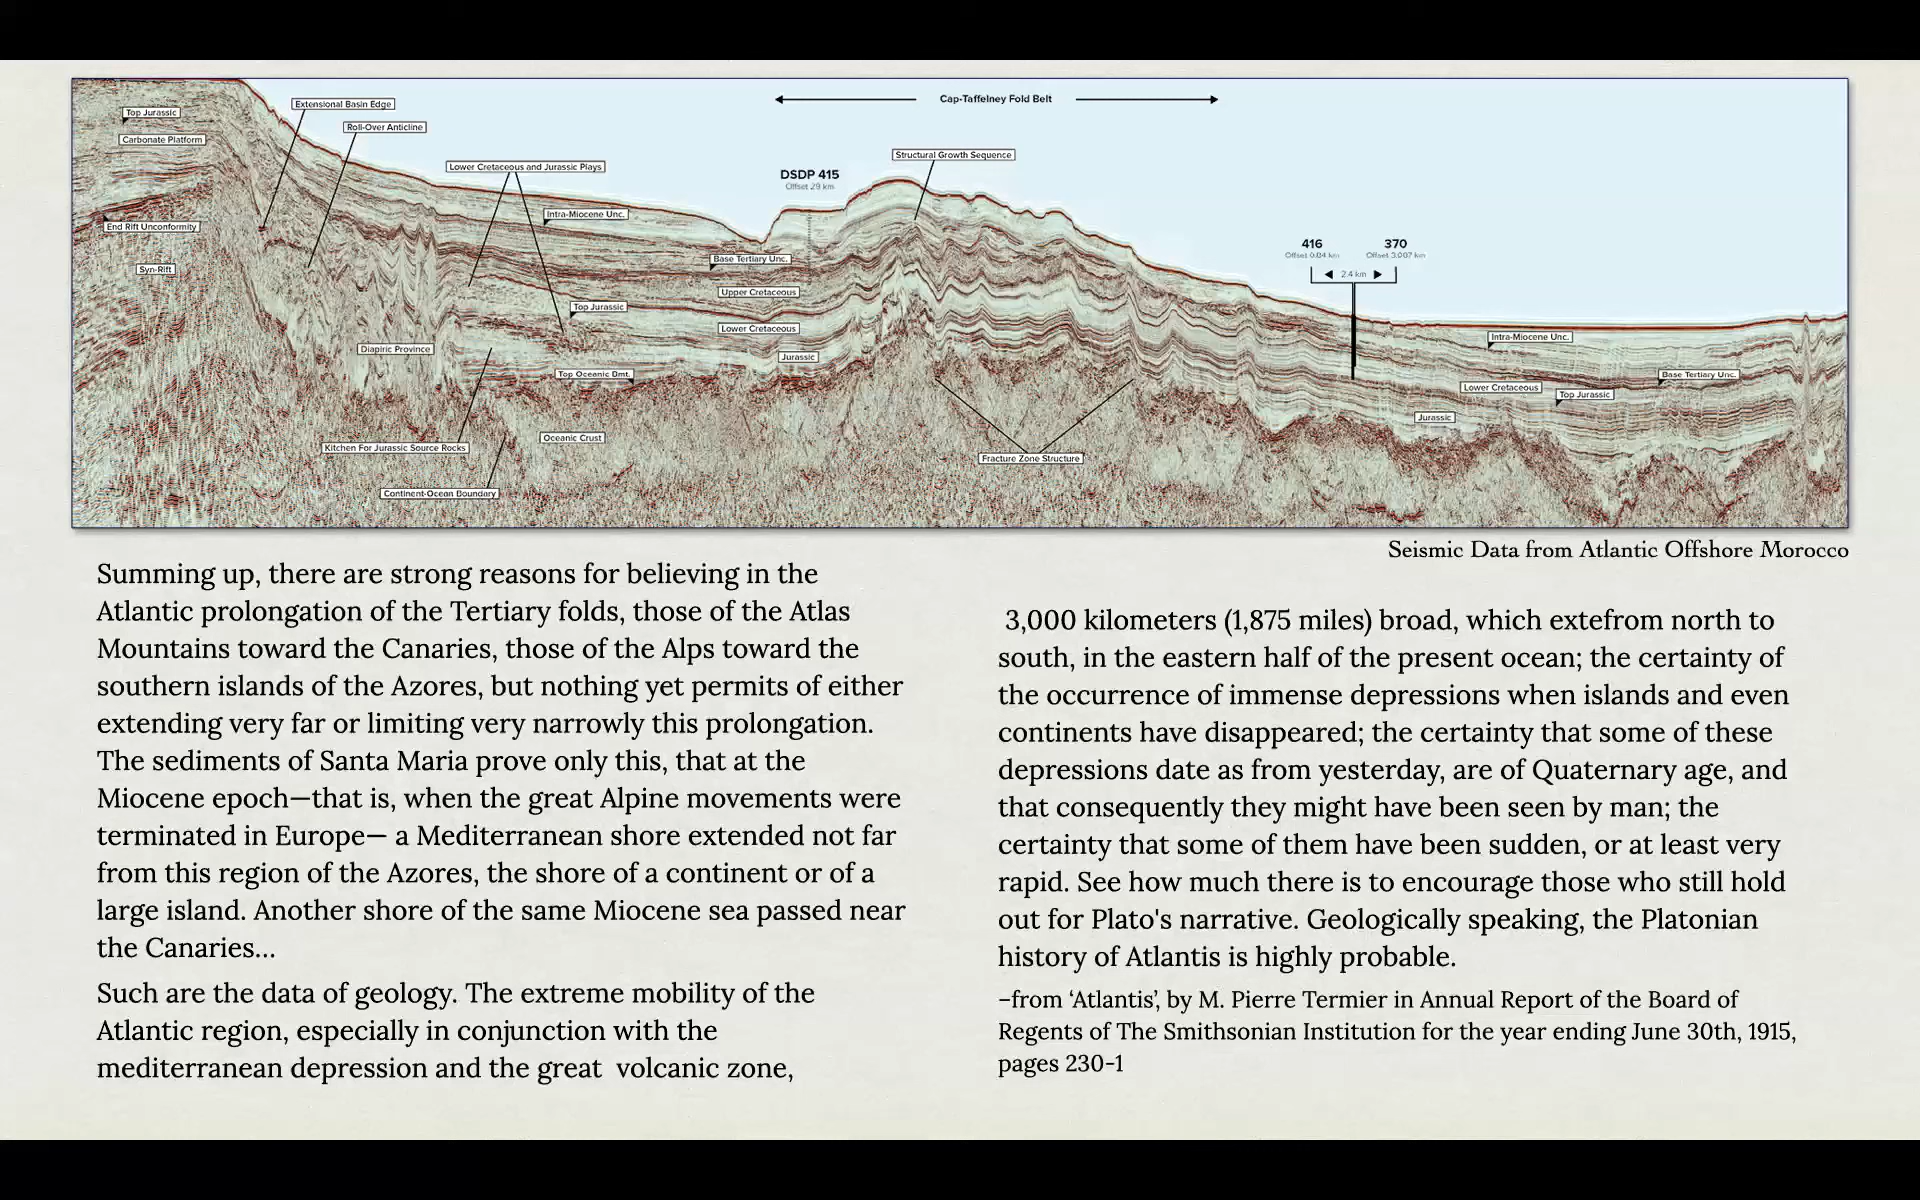 Top Jurassic
Carbonate Platform
End Rift Unconformity
Syn-Rift
Extensional Basin Edge
Roll-Over Anticline
Lower Cretaceous and Jurassic Plays
Intra-Miocene Unc.
Cap-Taffelney Fold Belt
DSDP 415
Offset 29 km
Structural Growth Sequence
Base Tertiary Unc.
Upper Cretaceous
Top Jurassic
Lower Cretaceous
Jurassic
Diapiric Province
Top Oceanic Bmt.
Kitchen For Jurassic Source Rocks
Oceanic Crust
Continent-Ocean Boundary
Fracture Zone Structure
416 370
Offset 0.04 km Offset 3.007 km
2.4 km
Intra-Miocene Unc.
Base Tertiary Unc.
Lower Cretaceous
Top Jurassic
Jurassic
Seismic Data from Atlantic Offshore Morocco
Summing up, there are strong reasons for believing in the
Atlantic prolongation of the Tertiary folds, those of the Atlas
Mountains toward the Canaries, those of the Alps toward the
southern islands of the Azores, but nothing yet permits of either
extending very far or limiting very narrowly this prolongation.
The sediments of Santa Maria prove only this, that at the
Miocene epoch—that is, when the great Alpine movements were
terminated in Europe— a Mediterranean shore extended not far
from this region of the Azores, the shore of a continent or of a
large island. Another shore of the same Miocene sea passed near
the Canaries...
Such are the data of geology. The extreme mobility of the
Atlantic region, especially in conjunction with the
mediterranean depression and the great  volcanic zone,
3,000 kilometers (1,875 miles) broad, which extefrom north to
south, in the eastern half of the present ocean; the certainty of
the occurrence of immense depressions when islands and even
continents have disappeared; the certainty that some of these
depressions date as from yesterday, are of Quaternary age, and
that consequently they might have been seen by man; the
certainty that some of them have been sudden, or at least very
rapid. See how much there is to encourage those who still hold
out for Plato's narrative. Geologically speaking, the Platonian
history of Atlantis is highly probable.
–from ‘Atlantis’, by M. Pierre Termier in Annual Report of the Board of
Regents of The Smithsonian Institution for the year ending June 30th, 1915,
pages 230-1